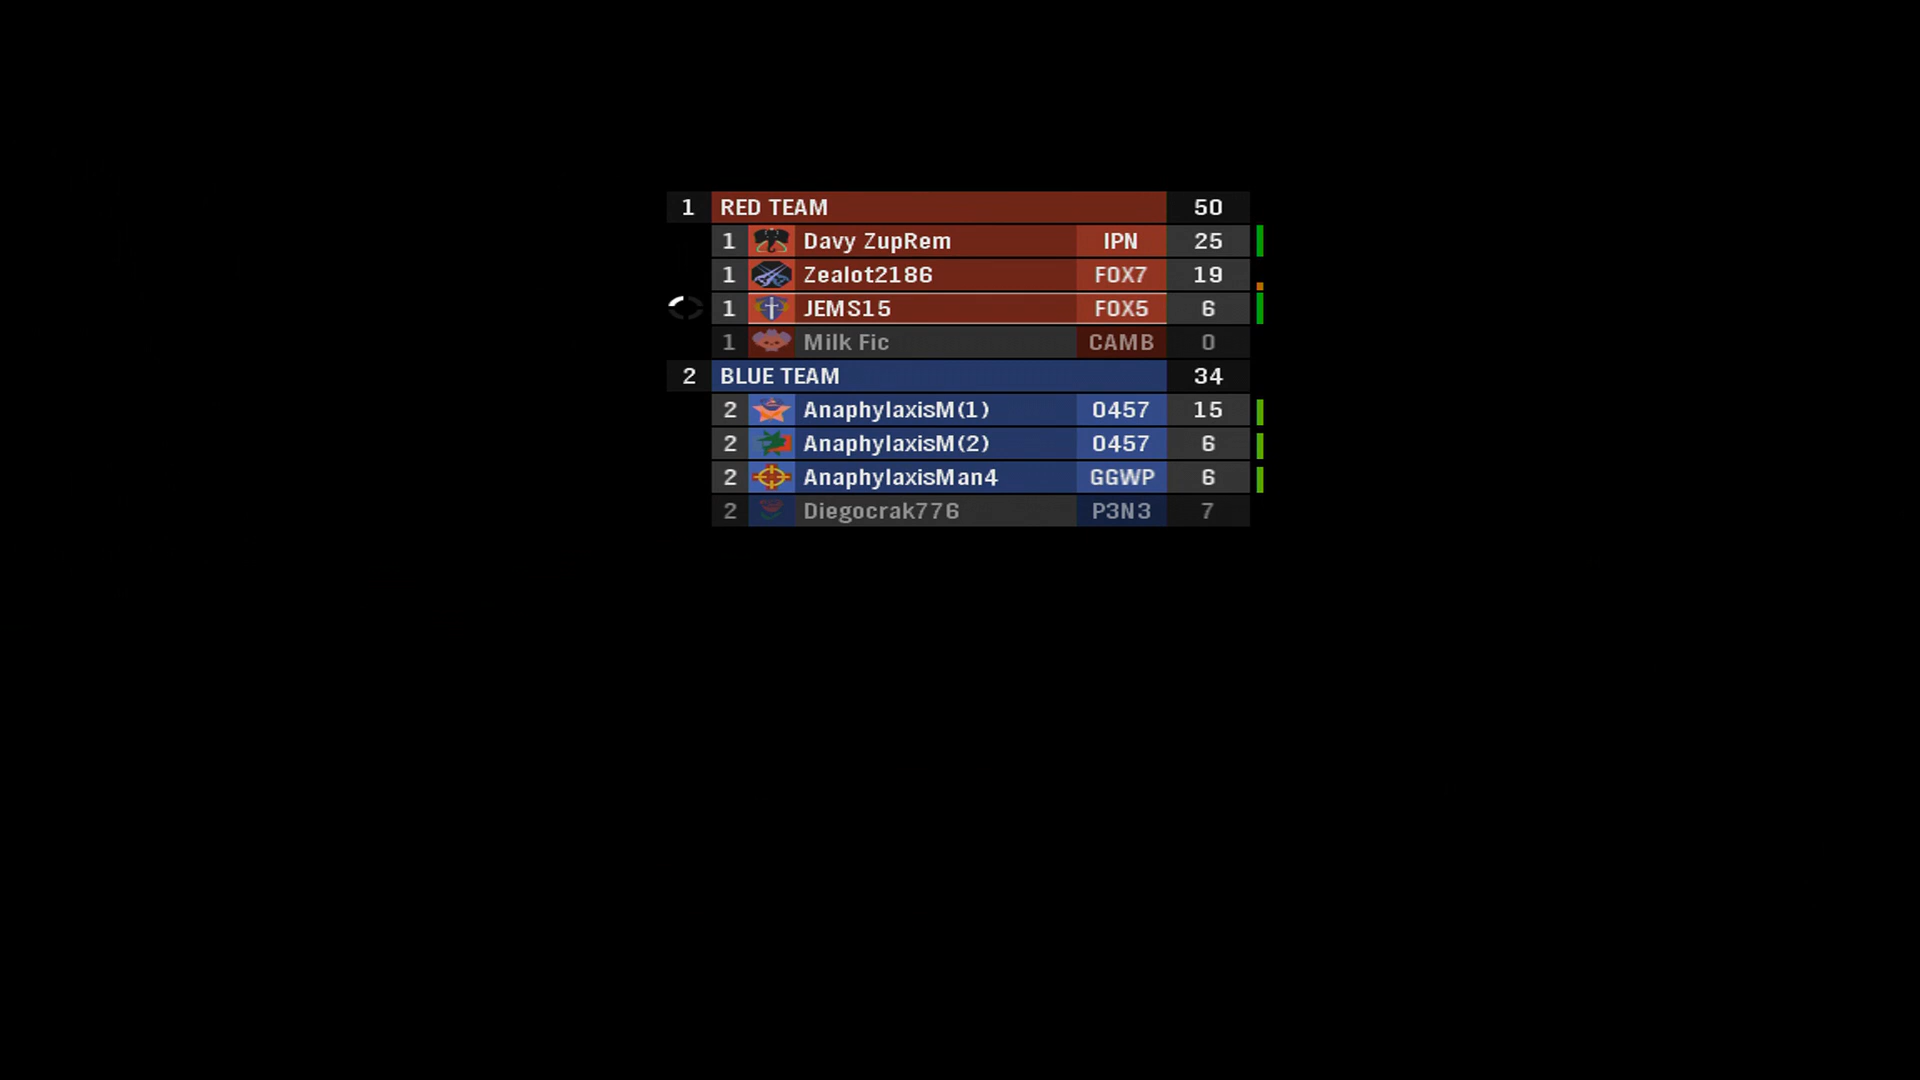 1 RED TEAM 50
1 Davy ZupRem IPN 25
1 Zealot2186 FOX7 19
1 JEMS15 FOX5 6
1 Milk Fic CAMB 0
2 BLUE TEAM 34
2 AnaphylaxisM(1) O457 15
2 AnaphylaxisM(2) O457 6
2 AnaphylaxisMan4 GGWP 6
2 Diegocrak776 P3N3 7